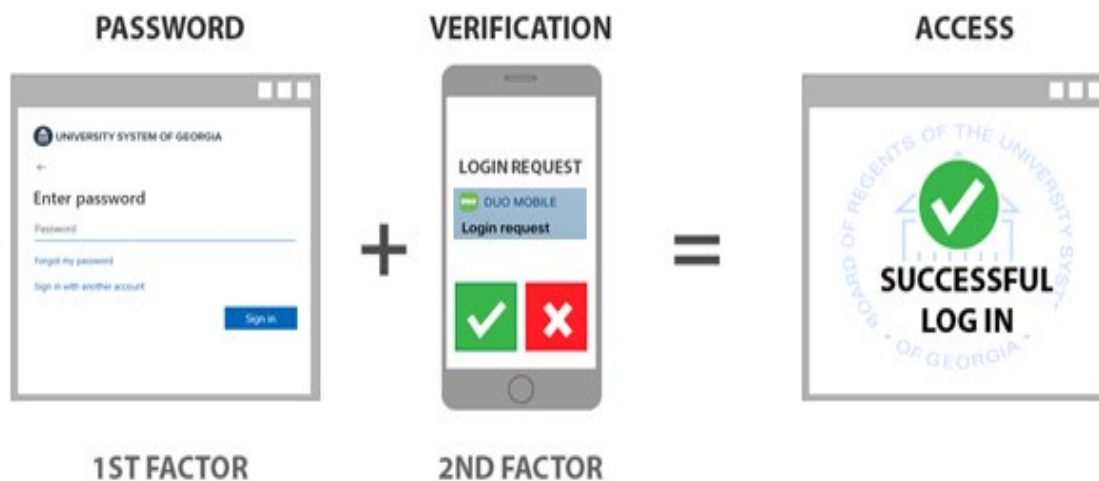 PASSWORD
VERIFICATION
ACCESS
UNIVERSITY SYSTEM OF GEORGIA
Enter password
Password
Forgot my password
Sign in with another account
Sign in
LOGIN REQUEST
DUO MOBILE
Login request
BOARD OF REGENTS OF THE UNIVERSITY SYST
SUCCESSFUL
LOG IN
OF GEORGIA
1ST FACTOR
2ND FACTOR